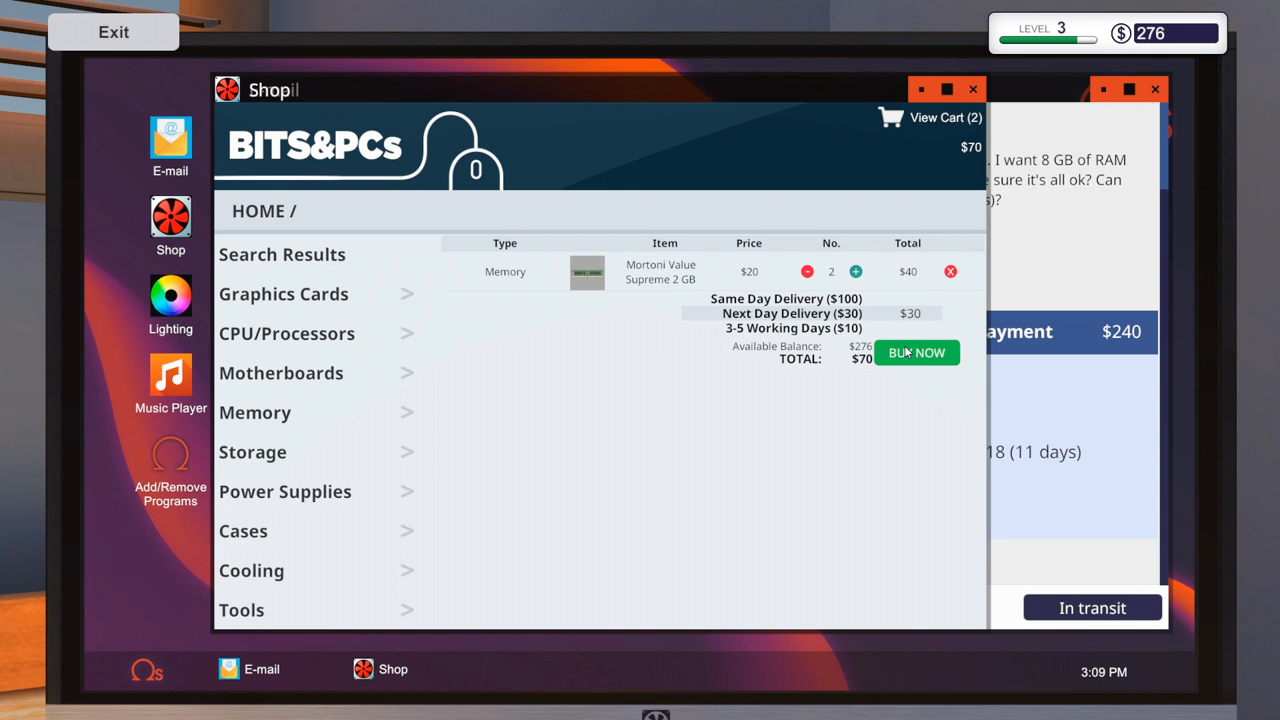 Exit
LEVEL 3
$ 276
Shopil
BITS&PCs
View Cart (2)
$70
HOME /
Search Results
Graphics Cards >
CPU/Processors >
Motherboards >
Memory >
Storage >
Power Supplies >
Cases >
Cooling >
Tools >
Type Item Price No. Total
Memory Mortoni Value Supreme 2 GB $20 - 2 + $40 X
Same Day Delivery ($100)
Next Day Delivery ($30) $30
3-5 Working Days ($10)
Available Balance: $276
TOTAL: $70
BUY NOW
. I want 8 GB of RAM
sure it's all ok? Can
s)?
ayment $240
18 (11 days)
In transit
E-mail
Shop
Lighting
Music Player
Add/Remove
Programs
Ωs
E-mail
Shop
3:09 PM